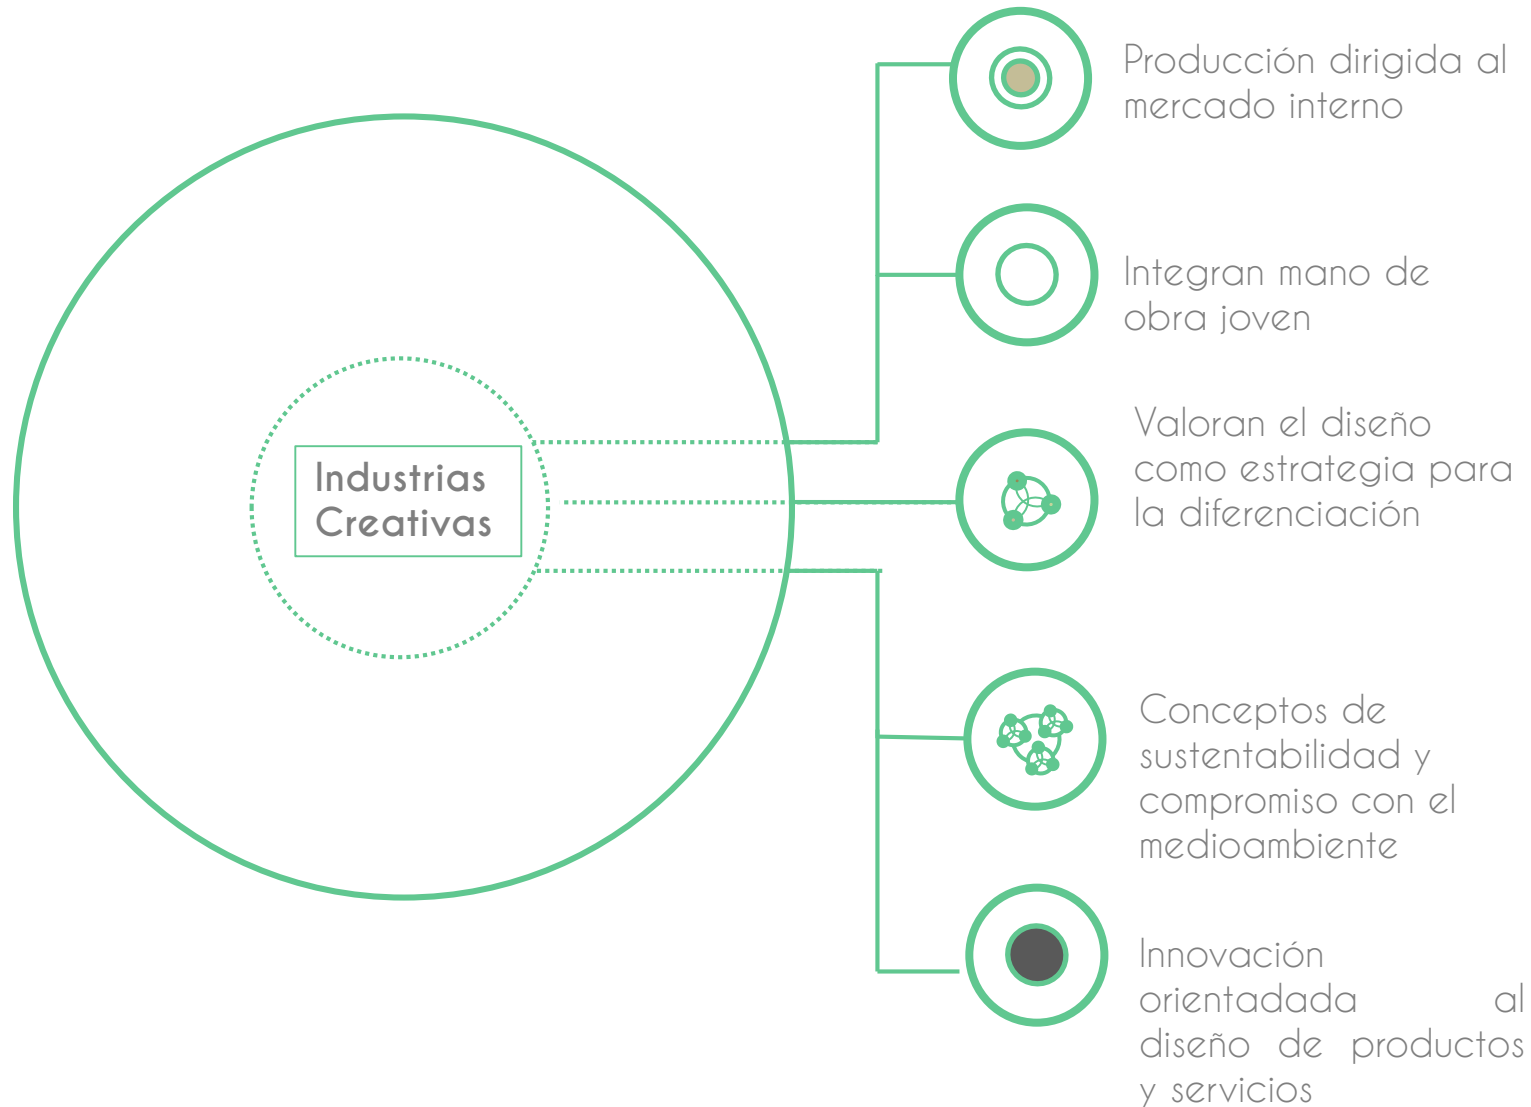 Industrias
Creativas
Producción dirigida al
mercado interno
Integran mano de
obra joven
Valoran el diseño
como estrategia para
la diferenciación
Conceptos de
sustentabilidad y
compromiso con el
medioambiente
Innovación
orientadada al
diseño de productos
y servicios